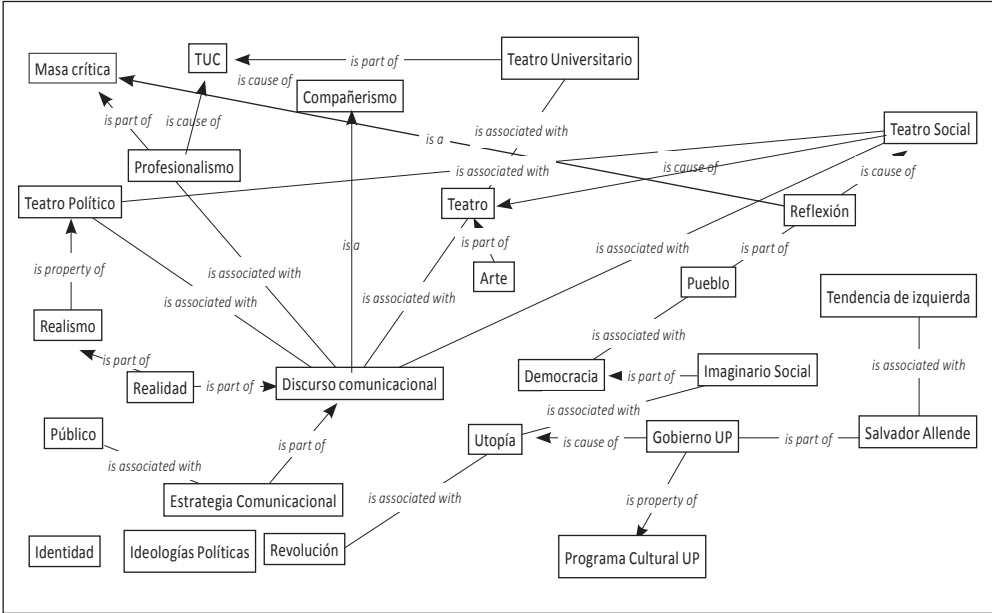 TUC
is part of
Teatro Universitario
Masa crítica
is cause of
Compañerismo
is part of
is cause of
is a
is associated with
Teatro Social
Profesionalismo
is associated with
is cause of
is cause of
Teatro Político
Teatro
Reflexión
is property of
is associated with
is a
is part of
is associated with
is part of
Arte
Pueblo
Tendencia de izquierda
is associated with
is associated with
Realismo
is associated with
is part of
is associated with
Realidad
is part of
Discurso comunicacional
Democracia
is part of
Imaginario Social
is associated with
Público
is part of
Utopía
is cause of
Gobierno UP
is part of
Salvador Allende
is associated with
Estrategia Comunicacional
is associated with
is property of
Identidad
Ideologías Políticas
Revolución
Programa Cultural UP